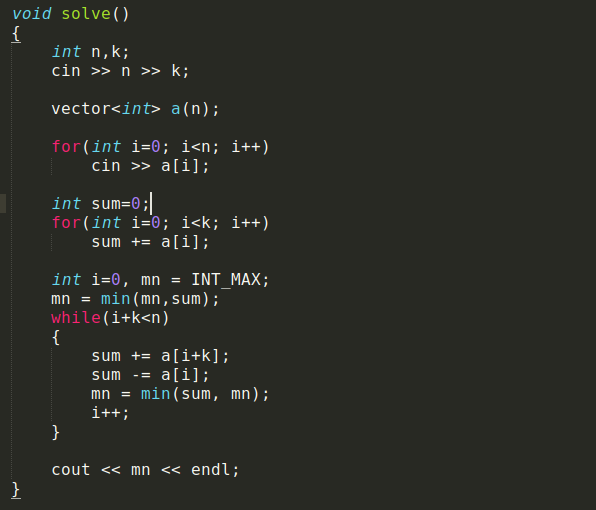 void solve()
{
int n,k;
cin >> n >> k;
vector<int> a(n);
for(int i=0; i<n; i++)
cin >> a[i];
int sum=0;
for(int i=0; i<k; i++)
sum += a[i];
int i=0, mn = INT_MAX;
mn = min(mn,sum);
while(i+k<n)
{
sum += a[i+k];
sum -= a[i];
mn = min(sum, mn);
i++;
}
cout << mn << endl;
}